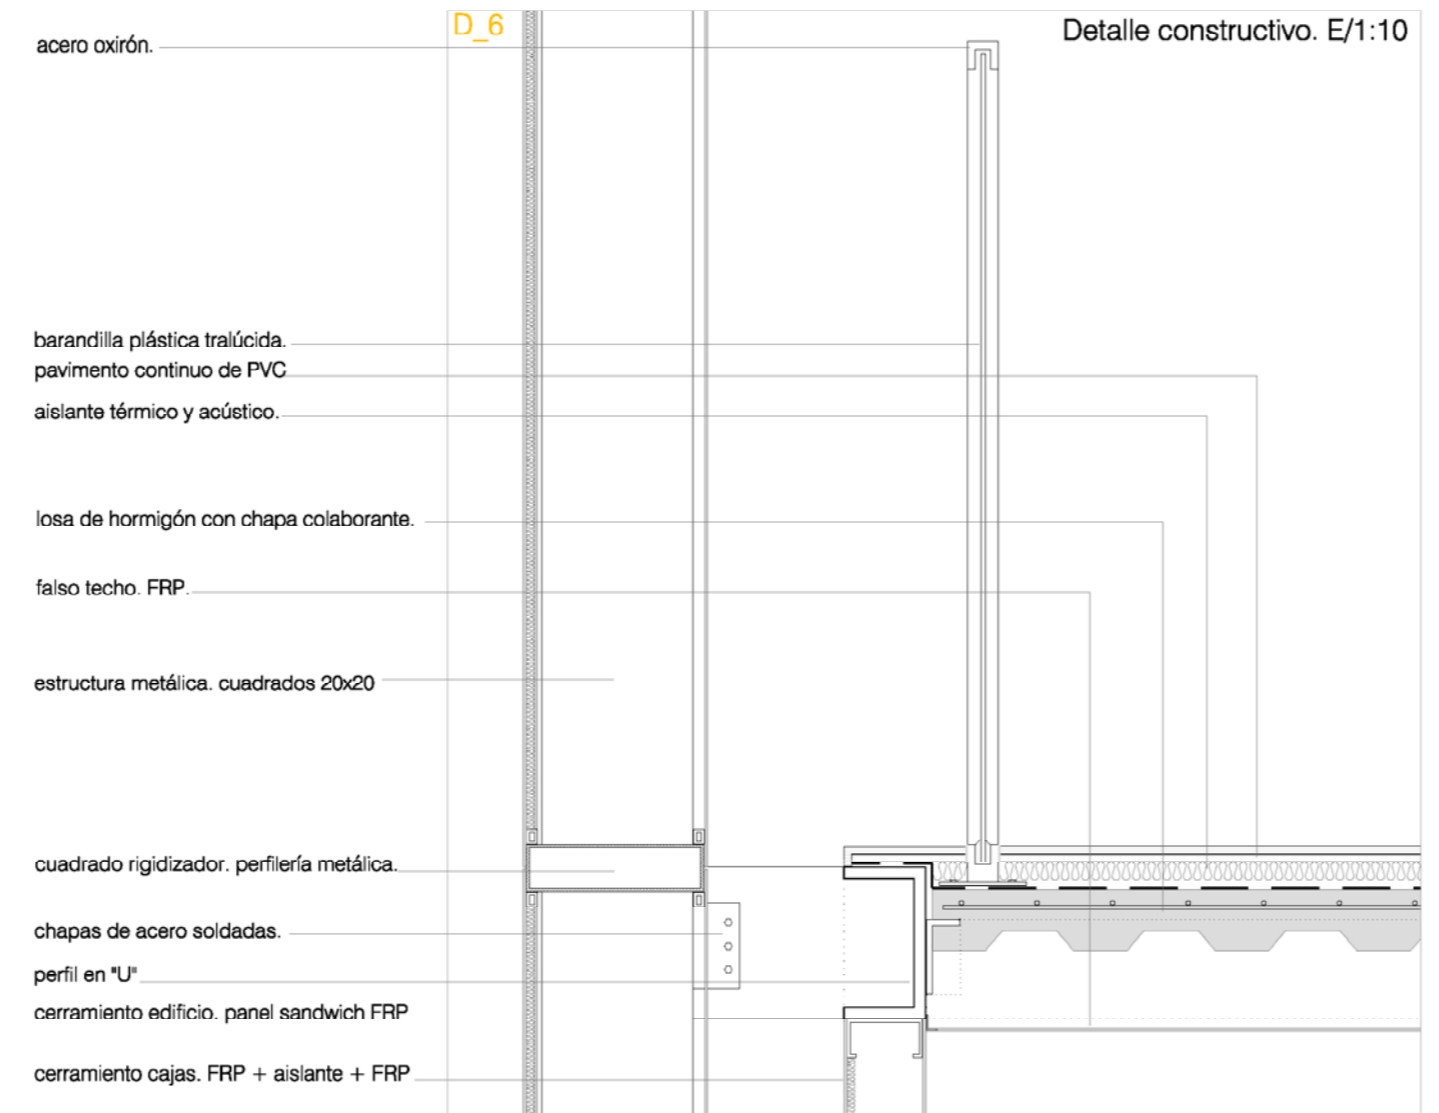 D_6
Detalle constructivo. E/1:10
acero oxirón.
barandilla plástica tralúcida.
pavimento continuo de PVC
aislante térmico y acústico.
losa de hormigón con chapa colaborante.
falso techo. FRP.
estructura metálica. cuadrados 20x20
cuadrado rigidizador. perfilería metálica.
chapas de acero soldadas.
perfil en "U"
cerramiento edificio. panel sandwich FRP
cerramiento cajas. FRP + aislante + FRP